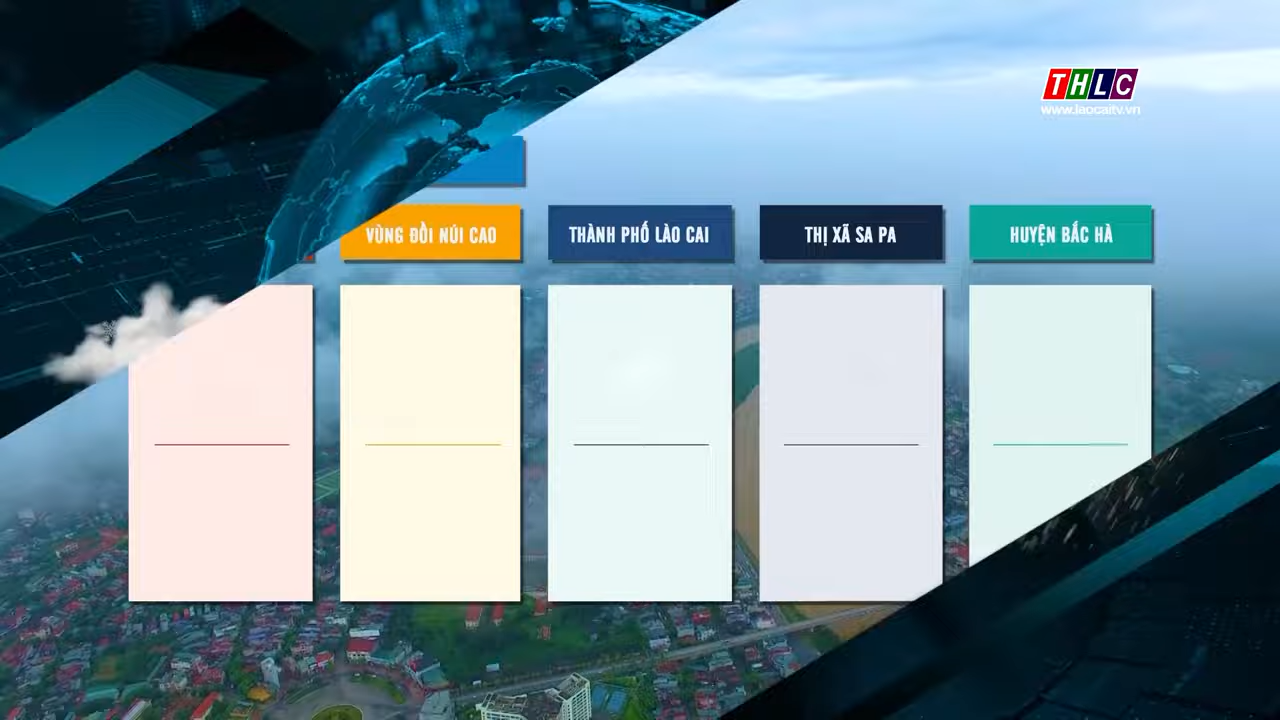 THLC
www.laocaitv.vn
VÙNG ĐỒI NÚI CAO
THÀNH PHỐ LÀO CAI
THỊ XÃ SA PA
HUYỆN BẮC HÀ